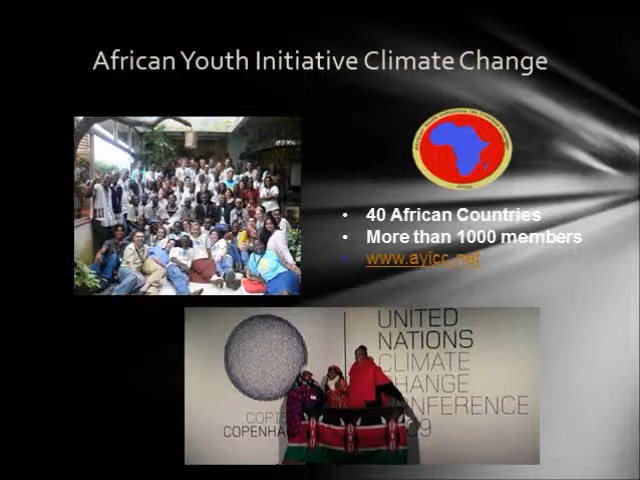 African Youth Initiative Climate Change
• 40 African Countries
• More than 1000 members
• www.ayicc.net
UNITED
NATIONS
CLIMATE
CHANGE
CONFERENCE
COPENHA